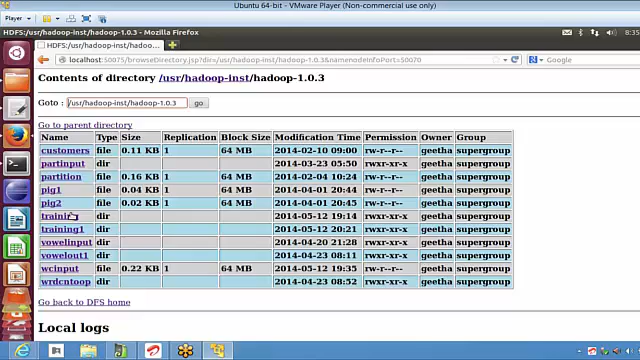 Ubuntu 64-bit - VMware Player (Non-commercial use only)
Player
HDFS:/usr/hadoop-inst/hadoop-1.0.3 - Mozilla Firefox
8:35
HDFS:/usr/hadoop-inst/hadoo...
localhost:50075/browseDirectory.jsp?dir=/usr/hadoop-inst/hadoop-1.0.3&namenodeInfoPort=50070
Google
Contents of directory /usr/hadoop-inst/hadoop-1.0.3
Goto : /usr/hadoop-inst/hadoop-1.0.3 go
Go to parent directory
Name Type Size Replication Block Size Modification Time Permission Owner Group
customers file 0.11 KB 1 64 MB 2014-02-10 09:00 rw-r--r-- geetha supergroup
partinput dir 2014-03-23 05:50 rwxr-xr-x geetha supergroup
partition file 0.16 KB 1 64 MB 2014-02-04 10:24 rw-r--r-- geetha supergroup
pig1 file 0.04 KB 1 64 MB 2014-04-01 20:44 rw-r--r-- geetha supergroup
pig2 file 0.02 KB 1 64 MB 2014-04-01 20:45 rw-r--r-- geetha supergroup
training dir 2014-05-12 19:14 rwxr-xr-x geetha supergroup
training1 dir 2014-05-12 20:21 rwxr-xr-x geetha supergroup
vowelinput dir 2014-04-20 21:28 rwxr-xr-x geetha supergroup
vowelout1 dir 2014-04-23 08:11 rwxr-xr-x geetha supergroup
wcinput file 0.22 KB 1 64 MB 2014-05-12 19:35 rw-r--r-- geetha supergroup
wrdcntoop dir 2014-04-23 08:52 rwxr-xr-x geetha supergroup
Go back to DFS home
Local logs